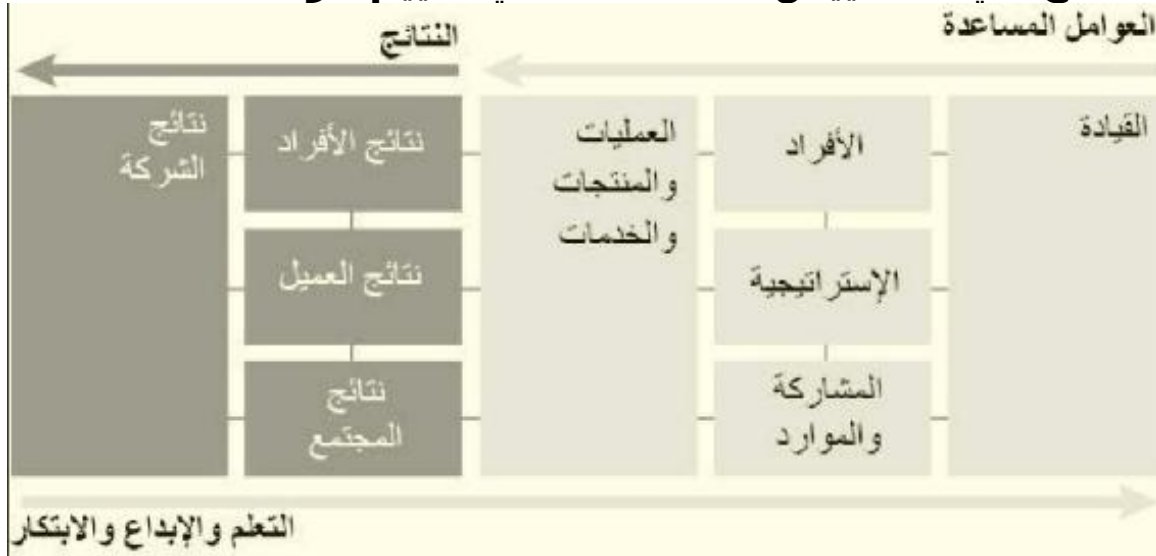 العوامل المساعدة
النتائج
القيادة
الأفراد
الإستراتيجية
المشاركة
والموارد
العمليات
والمنتجات
والخدمات
نتائج الأفراد
نتائج العميل
نتائج
المجتمع
نتائج
الشركة
التعلم والإبداع والابتكار